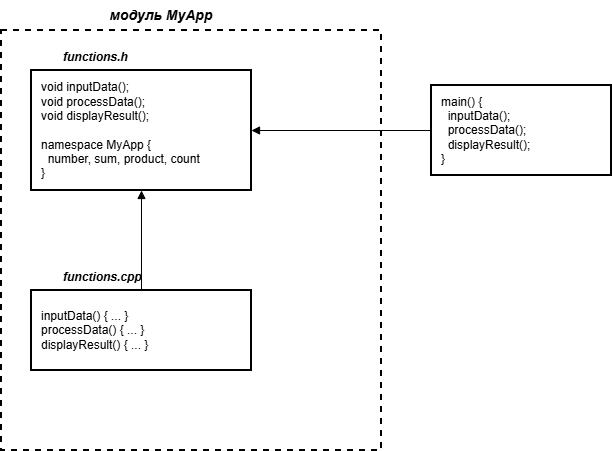 модуль MyApp
functions.h
void inputData();
void processData();
void displayResult();
namespace MyApp {
number, sum, product, count
}
main() {
inputData();
processData();
displayResult();
}
functions.cpp
inputData() { ... }
processData() { ... }
displayResult() { ... }